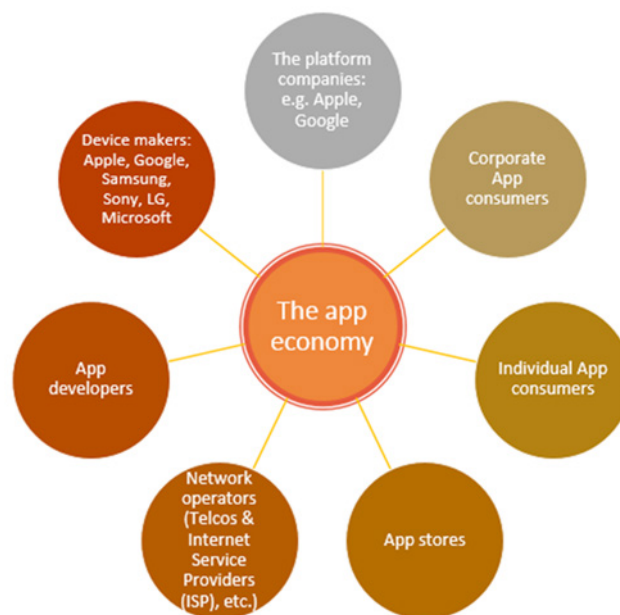 The platform
companies:
e.g. Apple,
Google
Device makers:
Apple, Google,
Samsung,
Sony, LG,
Microsoft
Corporate
App
consumers
The app
economy
App
developers
Individual App
consumers
Network
operators
(Telcos &
Internet
Service
Providers
(ISP), etc.)
App stores